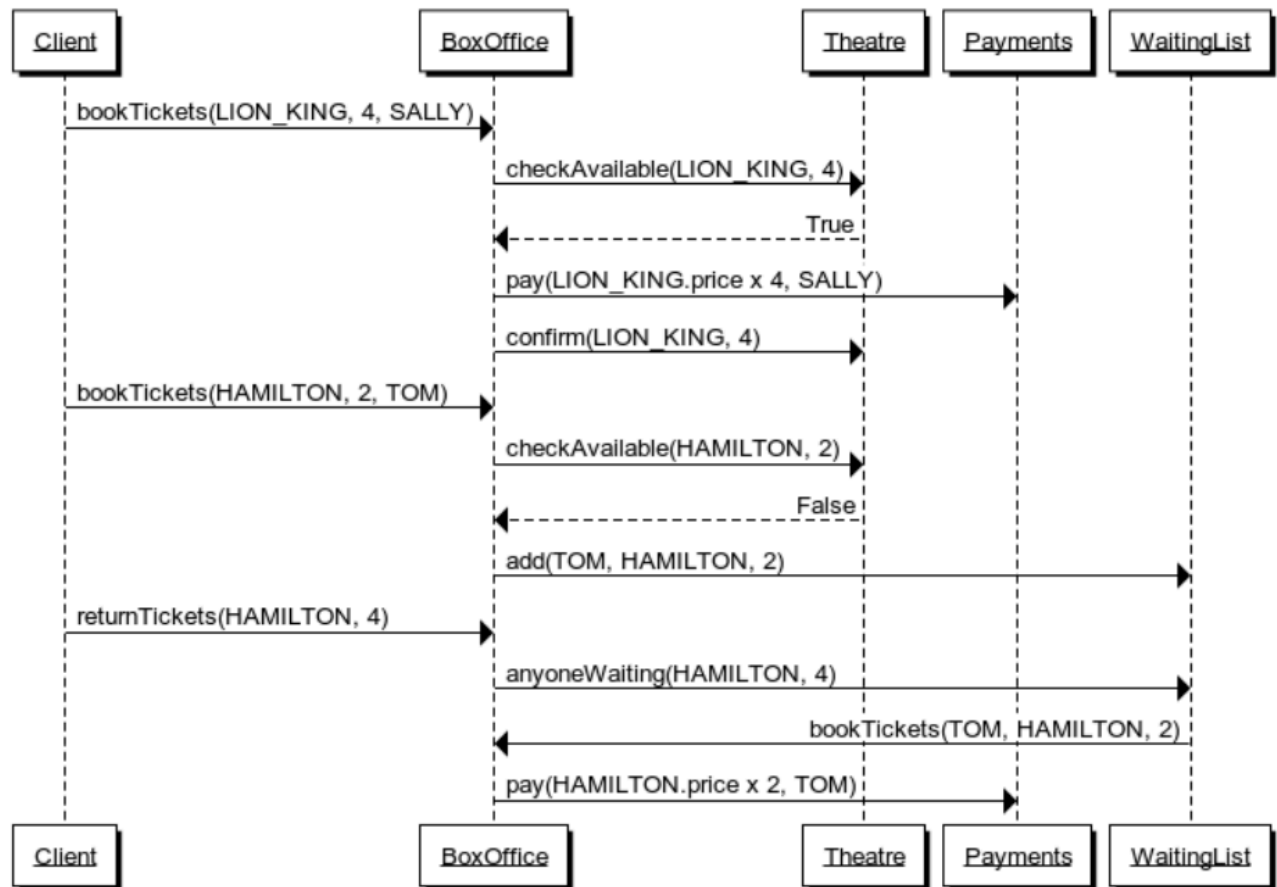 Client BoxOffice Theatre Payments WaitingList
bookTickets(LION_KING, 4, SALLY)
checkAvailable(LION_KING, 4)
True
pay(LION_KING.price x 4, SALLY)
confirm(LION_KING, 4)
bookTickets(HAMILTON, 2, TOM)
checkAvailable(HAMILTON, 2)
False
add(TOM, HAMILTON, 2)
returnTickets(HAMILTON, 4)
anyoneWaiting(HAMILTON, 4)
bookTickets(TOM, HAMILTON, 2)
pay(HAMILTON.price x 2, TOM)
Client BoxOffice Theatre Payments WaitingList